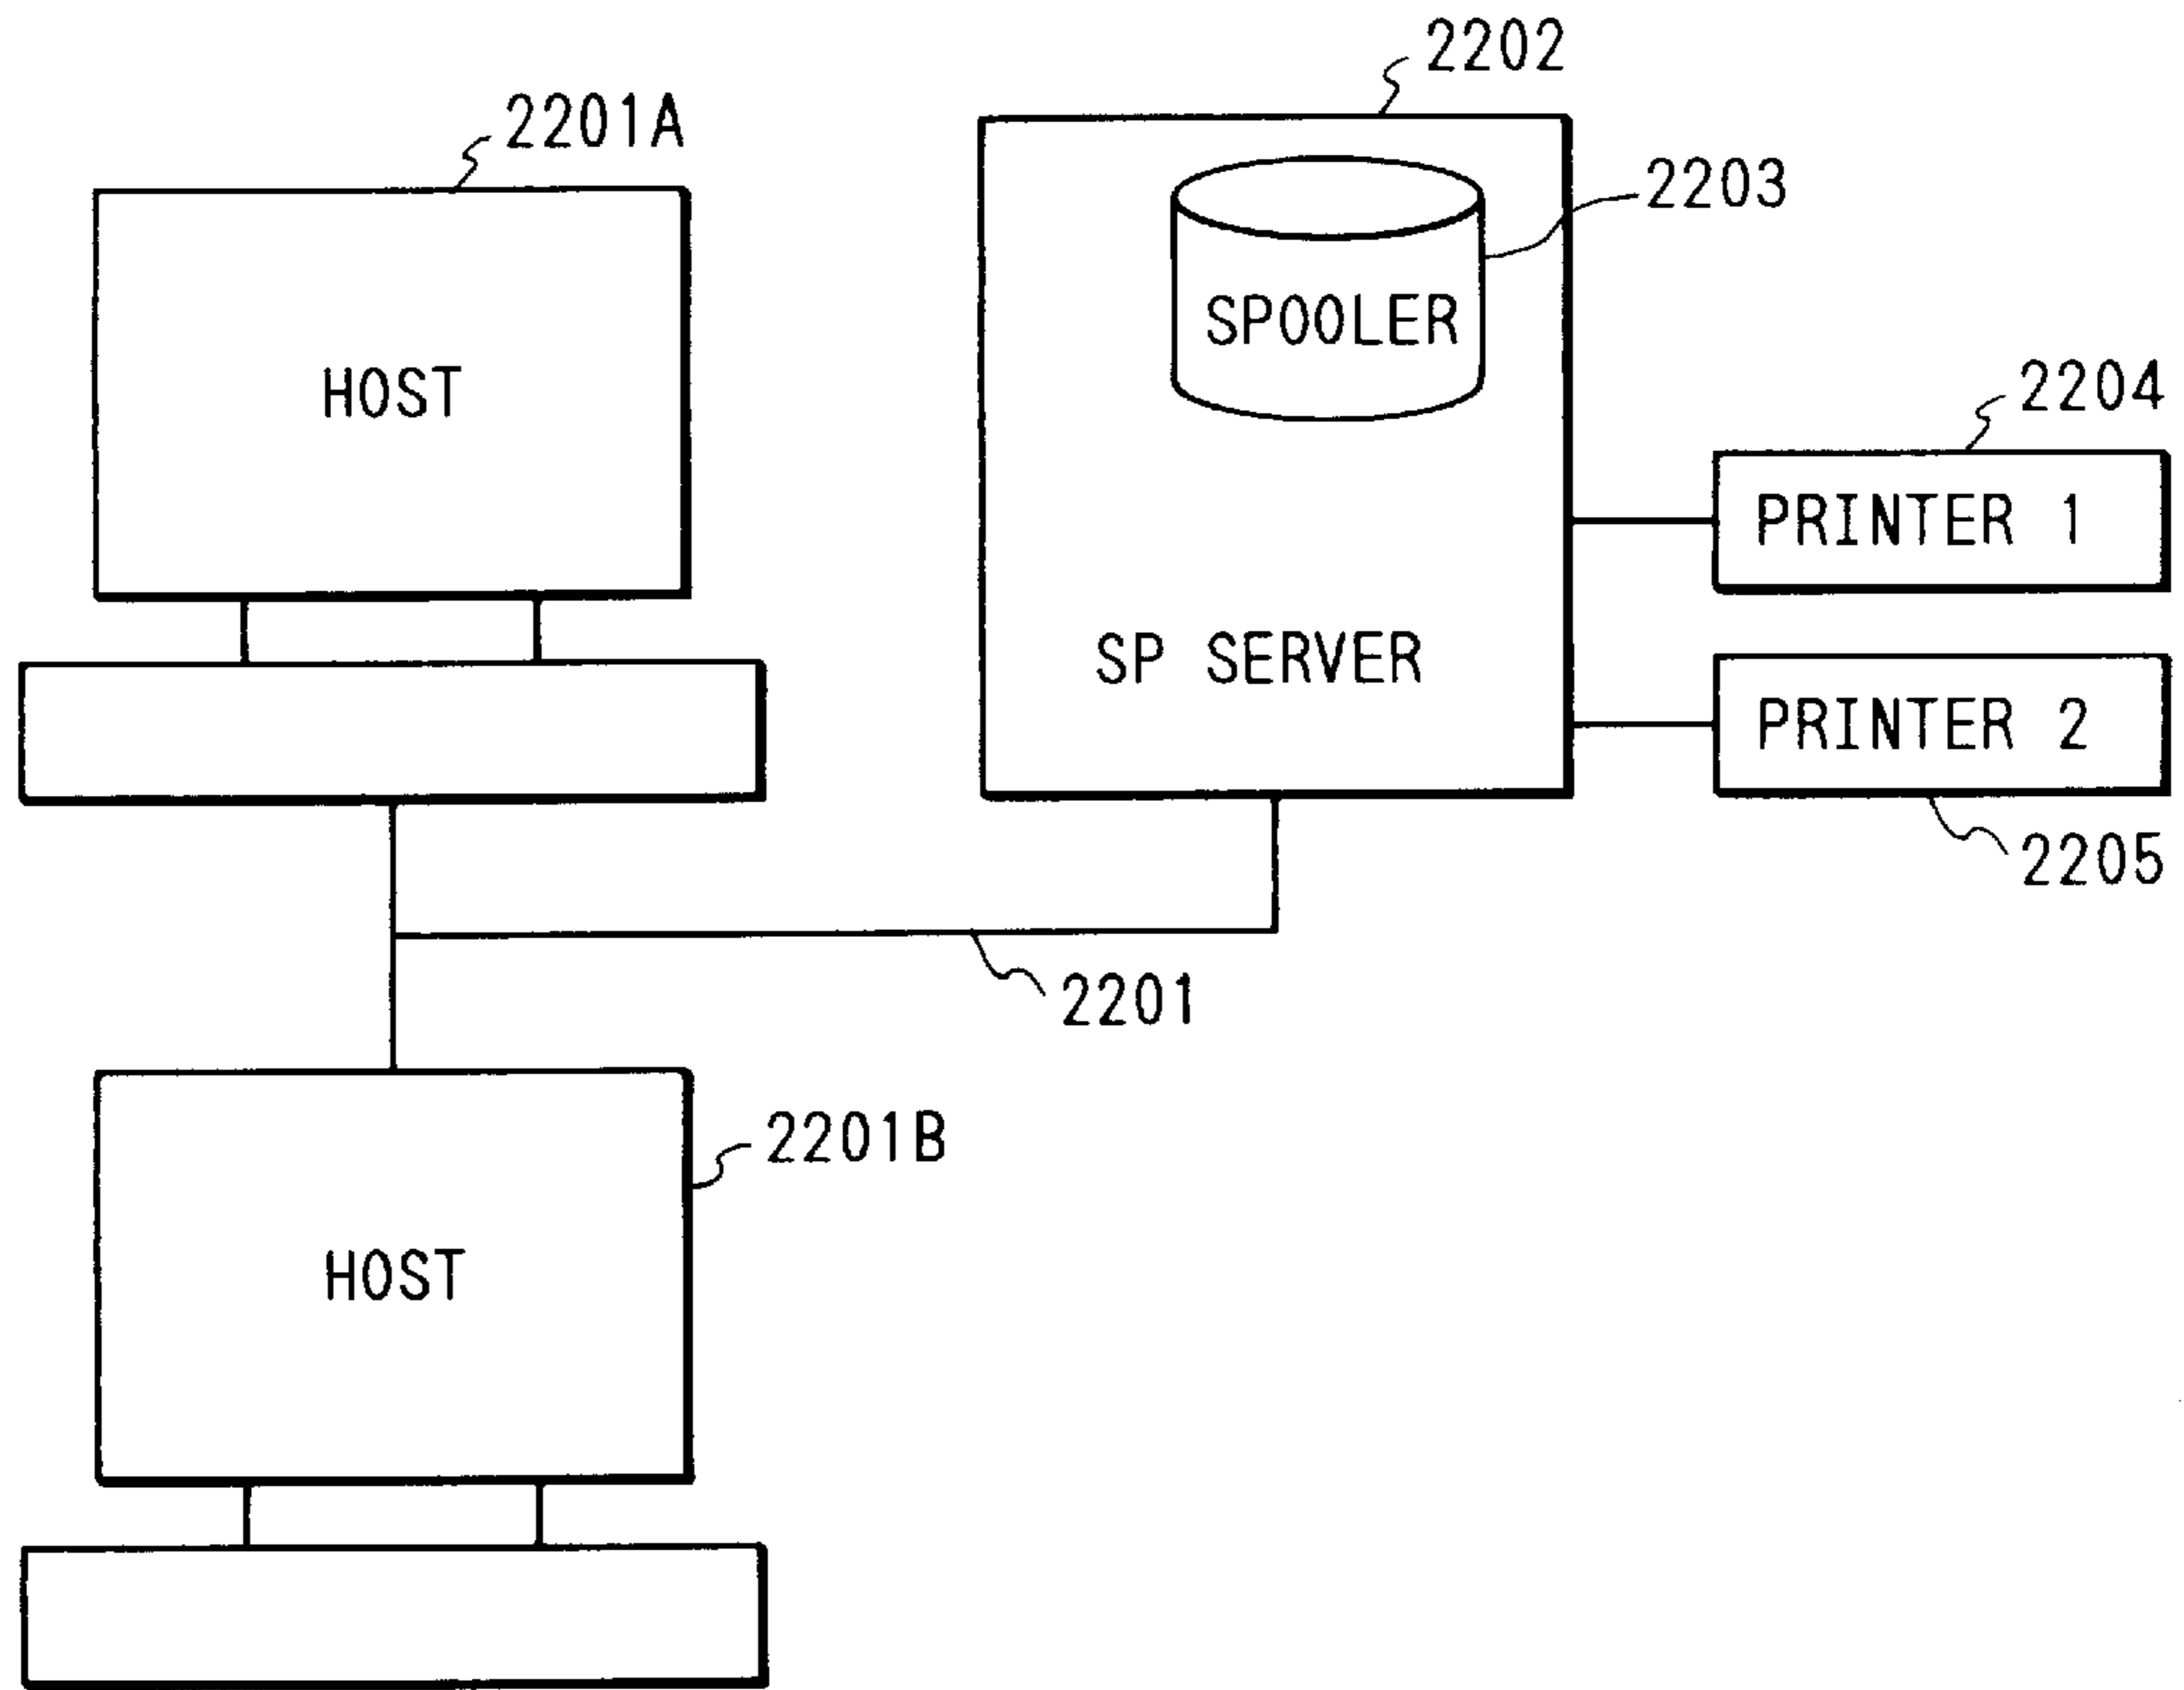 2202
2201A
2203
SPOOLER
HOST
2204
PRINTER 1
SP SERVER
PRINTER 2
2205
2201
2201B
HOST